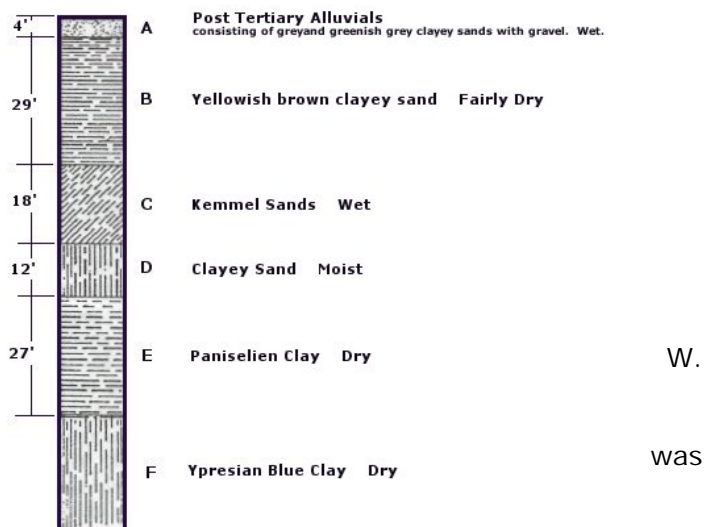 Post Tertiary Alluvials
4' A consisting of greyand greenish grey clayey sands with gravel. Wet.
29' B Yellowish brown clayey sand Fairly Dry
18' C Kemmel Sands Wet
12' D Clayey Sand Moist
27' E Paniselien Clay Dry
W.
was
F Ypresian Blue Clay Dry